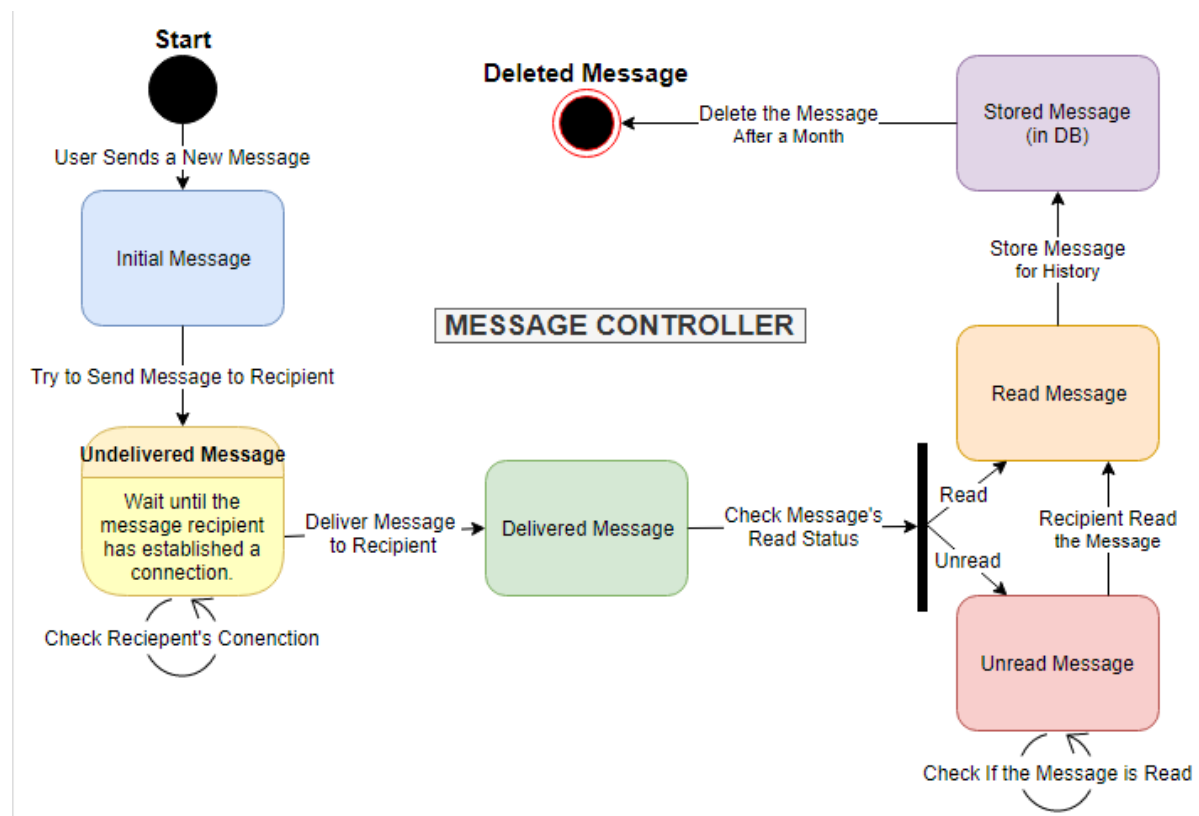 Start
User Sends a New Message
Initial Message
Try to Send Message to Recipient
Undelivered Message
Wait until the
message recipient
has established a
connection.
Check Reciepent's Conenction
Deliver Message
to Recipient
Delivered Message
Check Message's
Read Status
Read
Unread
Unread Message
Check If the Message is Read
Recipient Read
the Message
Read Message
Store Message
for History
Stored Message
(in DB)
Delete the Message
After a Month
Deleted Message
MESSAGE CONTROLLER